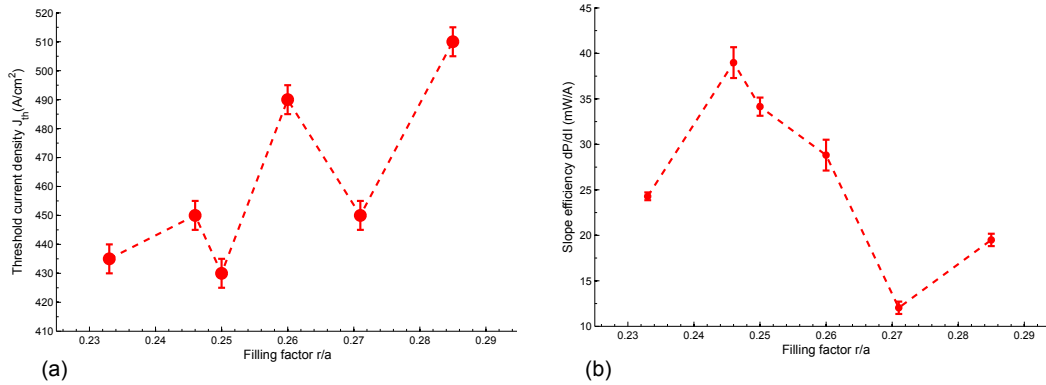 Threshold current density J_th (A/cm²)
520
510
500
490
480
470
460
450
440
430
420
410
0.23 0.24 0.25 0.26 0.27 0.28 0.29
Filling factor r/a
(a)
Slope efficiency dP/dI (mW/A)
45
40
35
30
25
20
15
10
0.23 0.24 0.25 0.26 0.27 0.28 0.29
Filling factor r/a
(b)